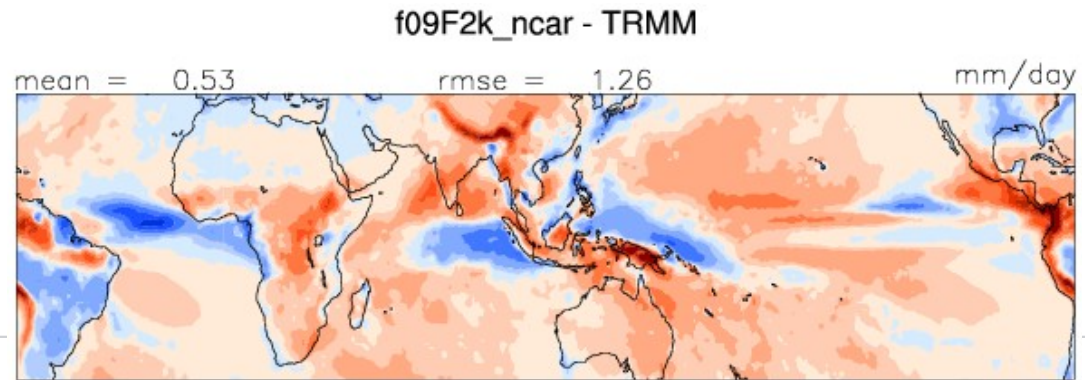 f09F2k_ncar - TRMM
mean = 0.53 rmse = 1.26 mm/day